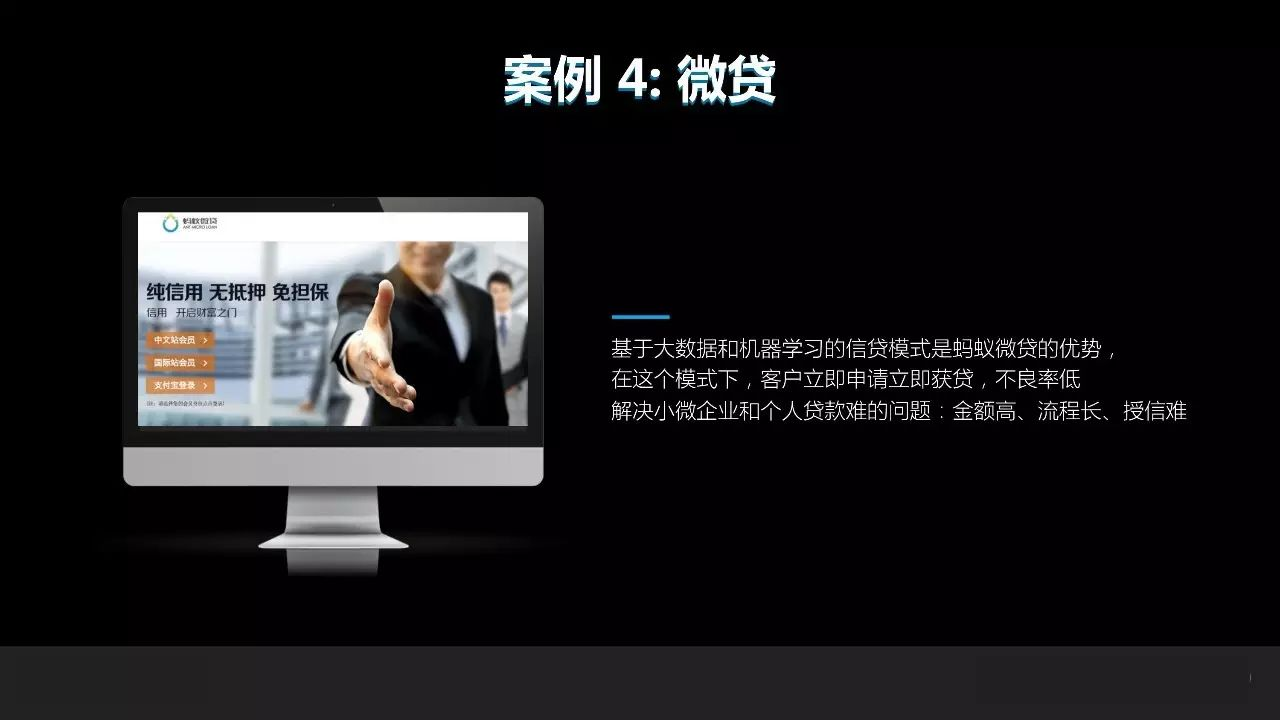 案例 4: 微贷
蚂蚁微贷
ANT MICRO LOAN
纯信用 无抵押 免担保
信用 开启财富之门
中文站会员 >
国际站会员 >
支付宝登录 >
基于大数据和机器学习的信贷模式是蚂蚁微贷的优势，
在这个模式下，客户立即申请立即获贷，不良率低
解决小微企业和个人贷款难的问题：金额高、流程长、授信难